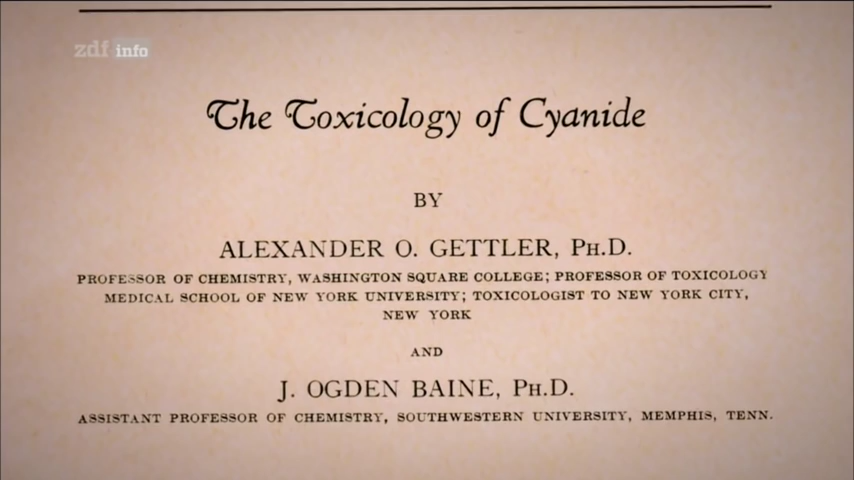 zdf info
The Toxicology of Cyanide
BY
ALEXANDER O. GETTLER, PH.D.
PROFESSOR OF CHEMISTRY, WASHINGTON SQUARE COLLEGE; PROFESSOR OF TOXICOLOGY
MEDICAL SCHOOL OF NEW YORK UNIVERSITY; TOXICOLOGIST TO NEW YORK CITY,
NEW YORK
AND
J. OGDEN BAINE, PH.D.
ASSISTANT PROFESSOR OF CHEMISTRY, SOUTHWESTERN UNIVERSITY, MEMPHIS, TENN.